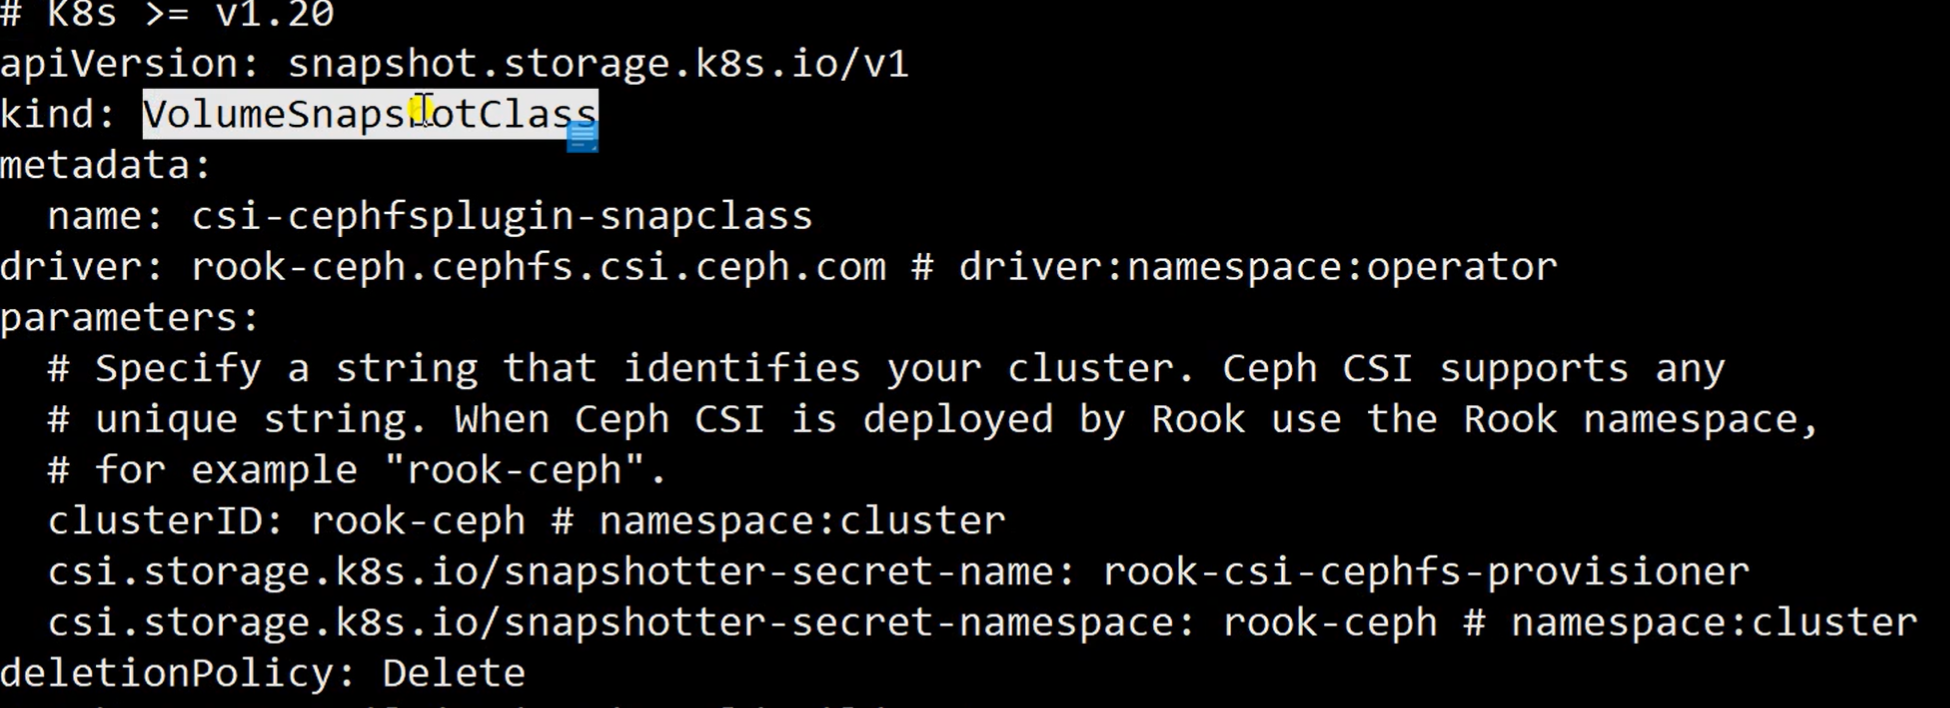 # K8s >= v1.20
apiVersion: snapshot.storage.k8s.io/v1
kind: VolumeSnapshotClass
metadata:
  name: csi-cephfsplugin-snapclass
driver: rook-ceph.cephfs.csi.ceph.com # driver:namespace:operator
parameters:
  # Specify a string that identifies your cluster. Ceph CSI supports any
  # unique string. When Ceph CSI is deployed by Rook use the Rook namespace,
  # for example "rook-ceph".
  clusterID: rook-ceph # namespace:cluster
  csi.storage.k8s.io/snapshotter-secret-name: rook-csi-cephfs-provisioner
  csi.storage.k8s.io/snapshotter-secret-namespace: rook-ceph # namespace:cluster
deletionPolicy: Delete